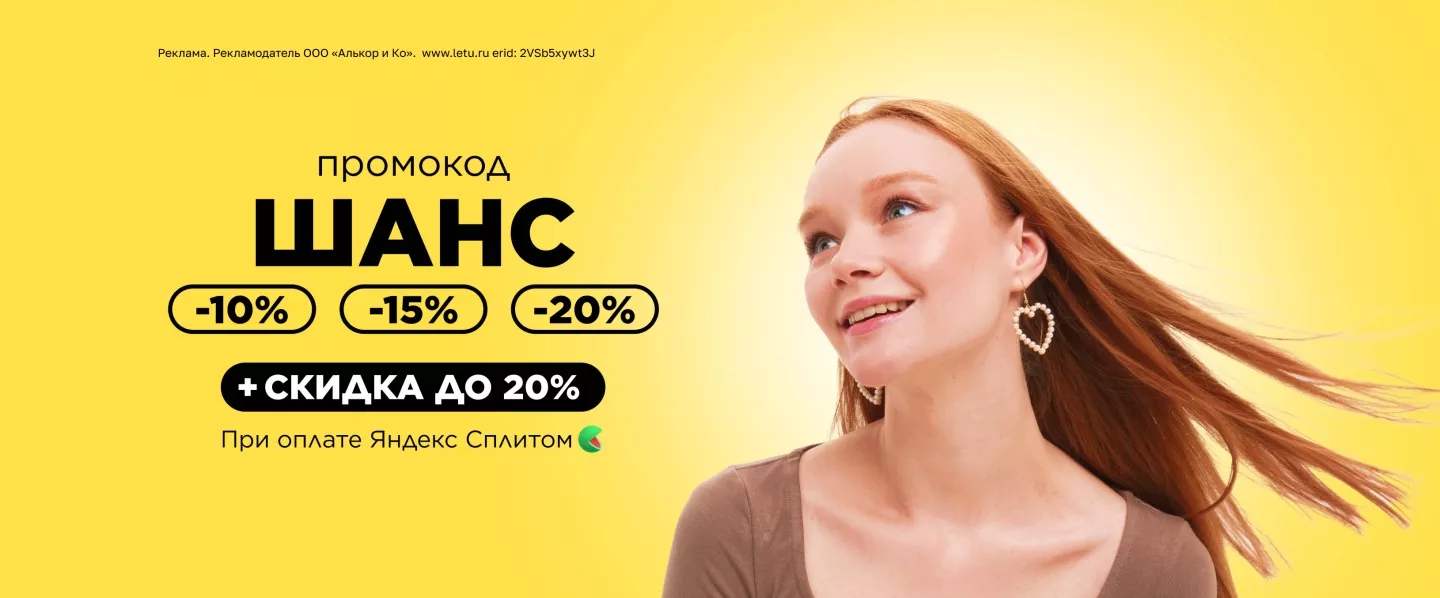 Реклама. Рекламодатель ООО «Алькор и Ко». www.letu.ru erid: 2VSb5xywt3J
промокод
ШАНС
-10% -15% -20%
+ СКИДКА ДО 20%
При оплате Яндекс Сплитом